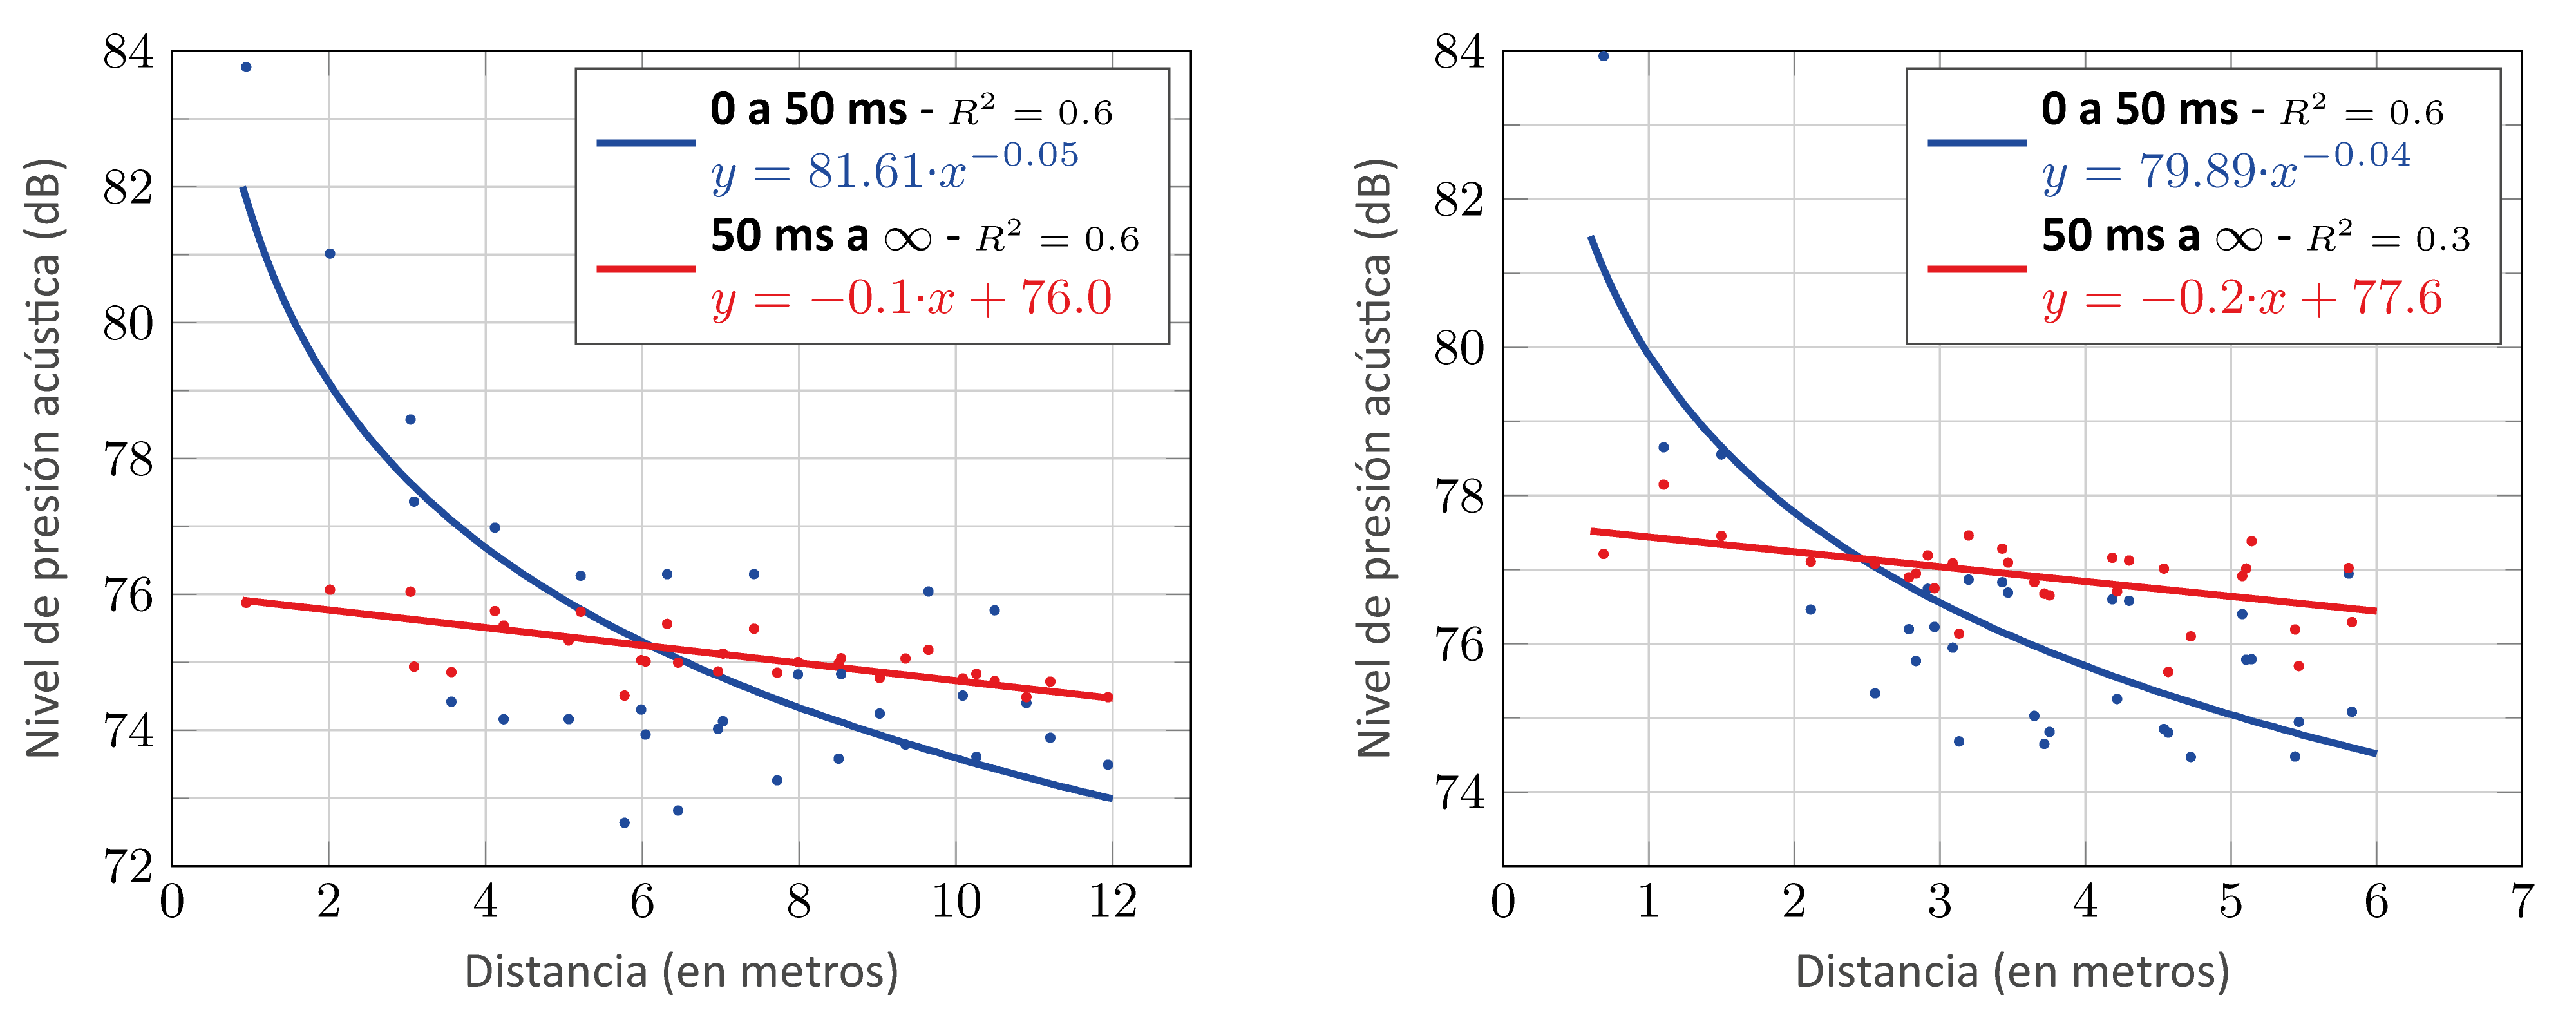 84
82
80
78
76
74
72
0 2 4 6 8 10 12
Nivel de presión acústica (dB)
Distancia (en metros)
0 a 50 ms - R² = 0.6
y = 81.61·x^−0.05
50 ms a ∞ - R² = 0.6
y = −0.1·x + 76.0
84
82
80
78
76
74
0 1 2 3 4 5 6 7
Nivel de presión acústica (dB)
Distancia (en metros)
0 a 50 ms - R² = 0.6
y = 79.89·x^−0.04
50 ms a ∞ - R² = 0.3
y = −0.2·x + 77.6